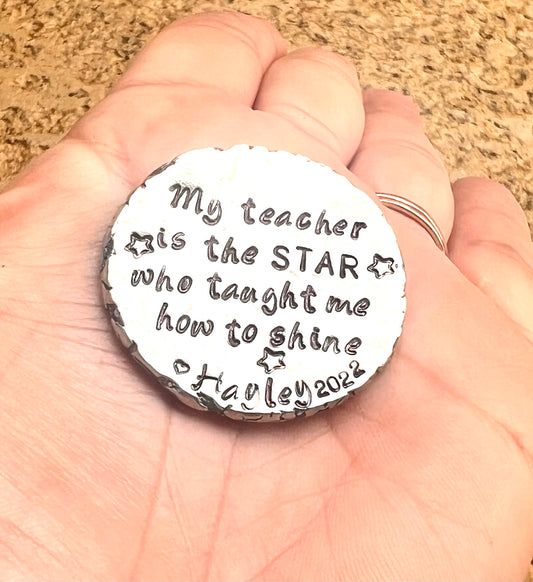 My teacher
is the STAR
who taught me
how to shine
Hayley 2022